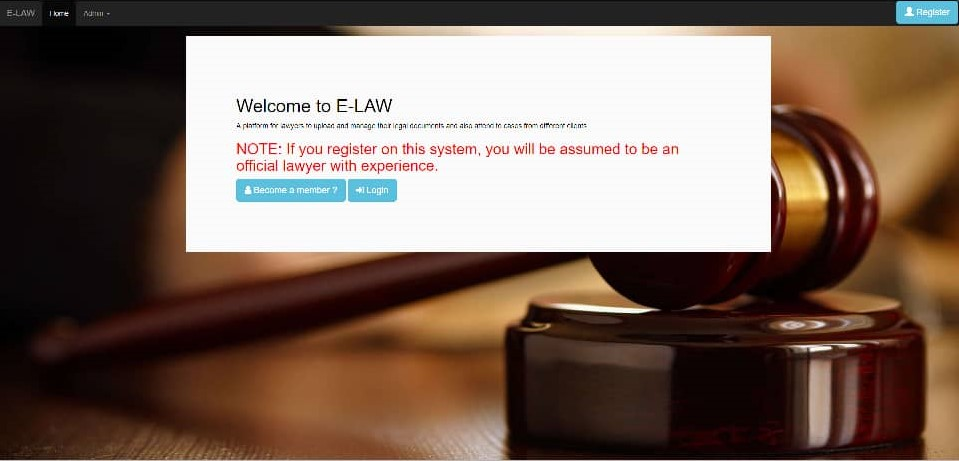 E-LAW Home Admin Register
Welcome to E-LAW
A platform for lawyers to upload and manage their legal documents and also attend to cases from different clients
NOTE: If you register on this system, you will be assumed to be an
official lawyer with experience.
Become a member ? Login